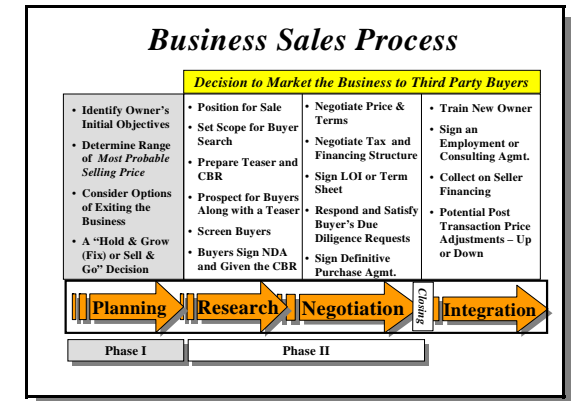 Business Sales Process
Decision to Market the Business to Third Party Buyers
• Identify Owner's
Initial Objectives
• Determine Range
of Most Probable
Selling Price
• Consider Options
of Exiting the
Business
• A “Hold & Grow
(Fix) or Sell &
Go” Decision
• Position for Sale
• Set Scope for Buyer
Search
• Prepare Teaser and
CBR
• Prospect for Buyers
Along with a Teaser
• Screen Buyers
• Buyers Sign NDA
and Given the CBR
• Negotiate Price &
Terms
• Negotiate Tax and
Financing Structure
• Sign LOI or Term
Sheet
• Respond and Satisfy
Buyer's Due
Diligence Requests
• Sign Definitive
Purchase Agmt.
• Train New Owner
• Sign an
Employment or
Consulting Agmt.
• Collect on Seller
Financing
• Potential Post
Transaction Price
Adjustments – Up
or Down
Planning
Research
Negotiation
Closing
Integration
Phase I
Phase II